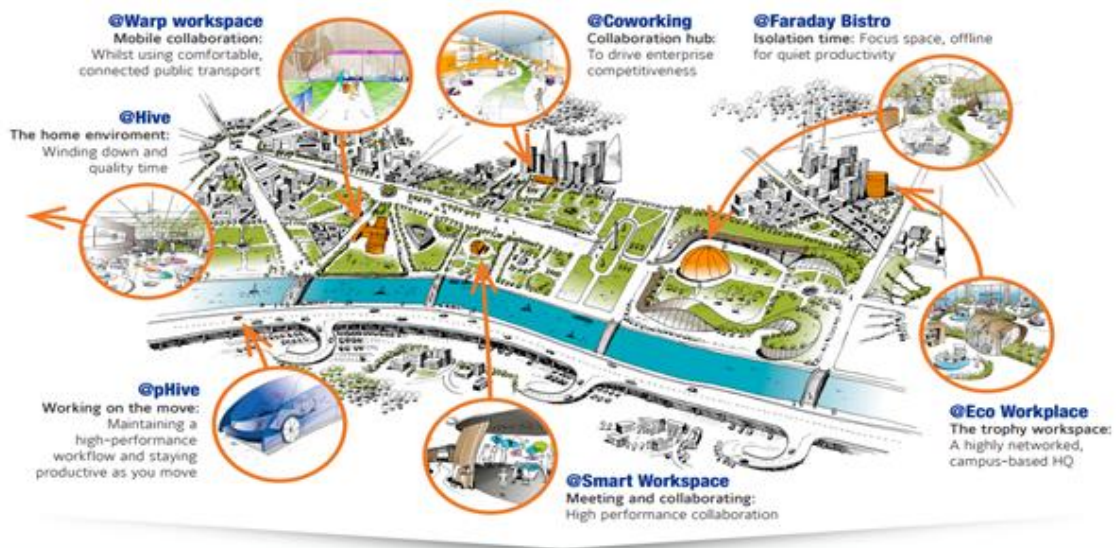 @Warp workspace
Mobile collaboration:
Whilst using comfortable,
connected public transport
@Coworking
Collaboration hub:
To drive enterprise
competitiveness
@Faraday Bistro
Isolation time: Focus space, offline
for quiet productivity
@Hive
The home enviroment:
Winding down and
quality time
@pHive
Working on the move:
Maintaining a
high-performance
workflow and staying
productive as you move
@Smart Workspace
Meeting and collaborating:
High performance collaboration
@Eco Workplace
The trophy workspace:
A highly networked,
campus-based HQ